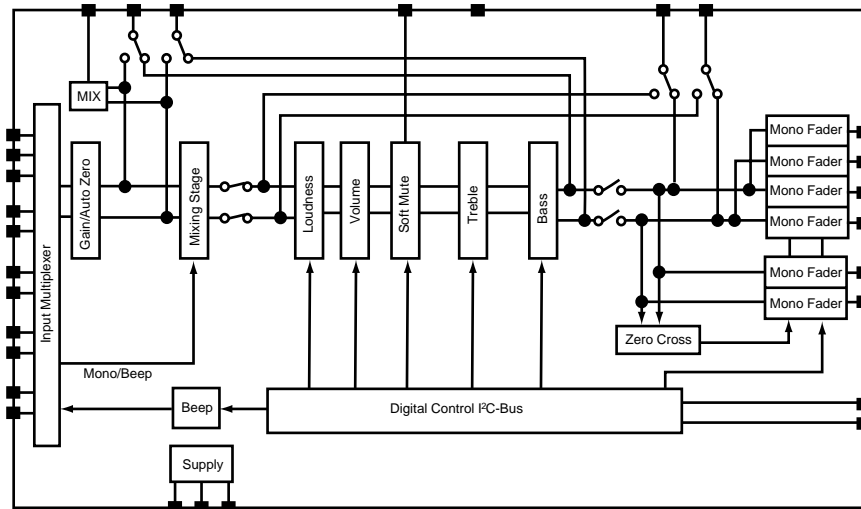 MIX
Input Multiplexer
Gain/Auto Zero
Mixing Stage
Loudness
Volume
Soft Mute
Treble
Bass
Mono Fader
Mono Fader
Mono Fader
Mono Fader
Mono Fader
Mono Fader
Zero Cross
Mono/Beep
Beep
Digital Control I²C-Bus
Supply